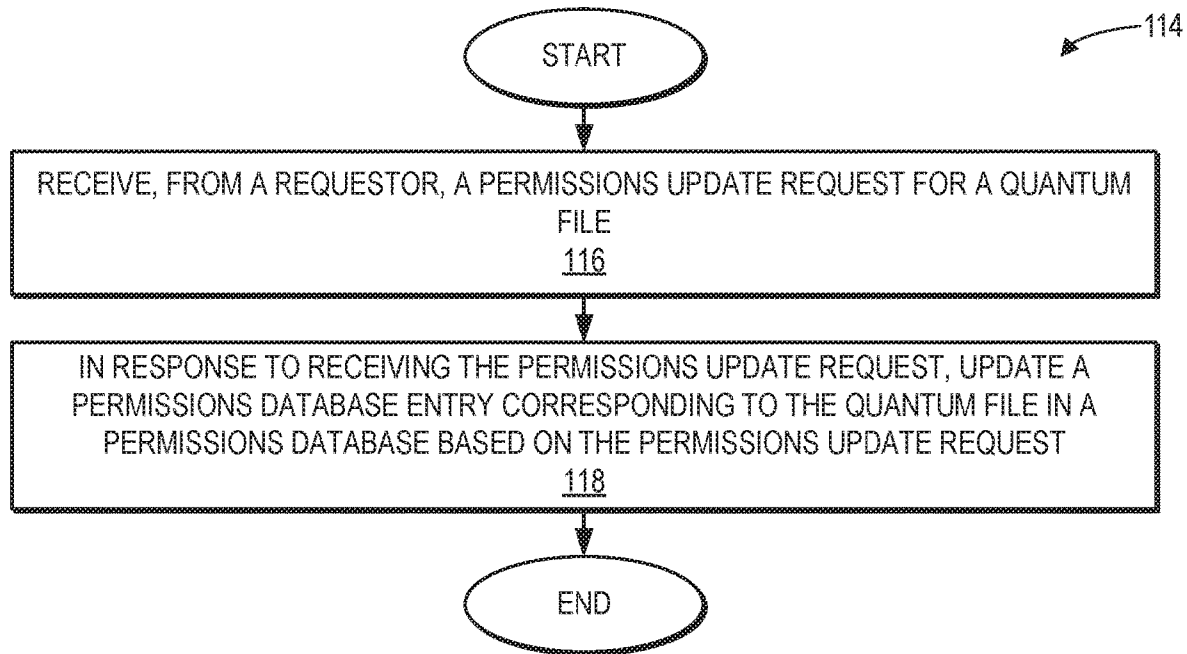 START
114
RECEIVE, FROM A REQUESTOR, A PERMISSIONS UPDATE REQUEST FOR A QUANTUM
FILE
116
IN RESPONSE TO RECEIVING THE PERMISSIONS UPDATE REQUEST, UPDATE A
PERMISSIONS DATABASE ENTRY CORRESPONDING TO THE QUANTUM FILE IN A
PERMISSIONS DATABASE BASED ON THE PERMISSIONS UPDATE REQUEST
118
END